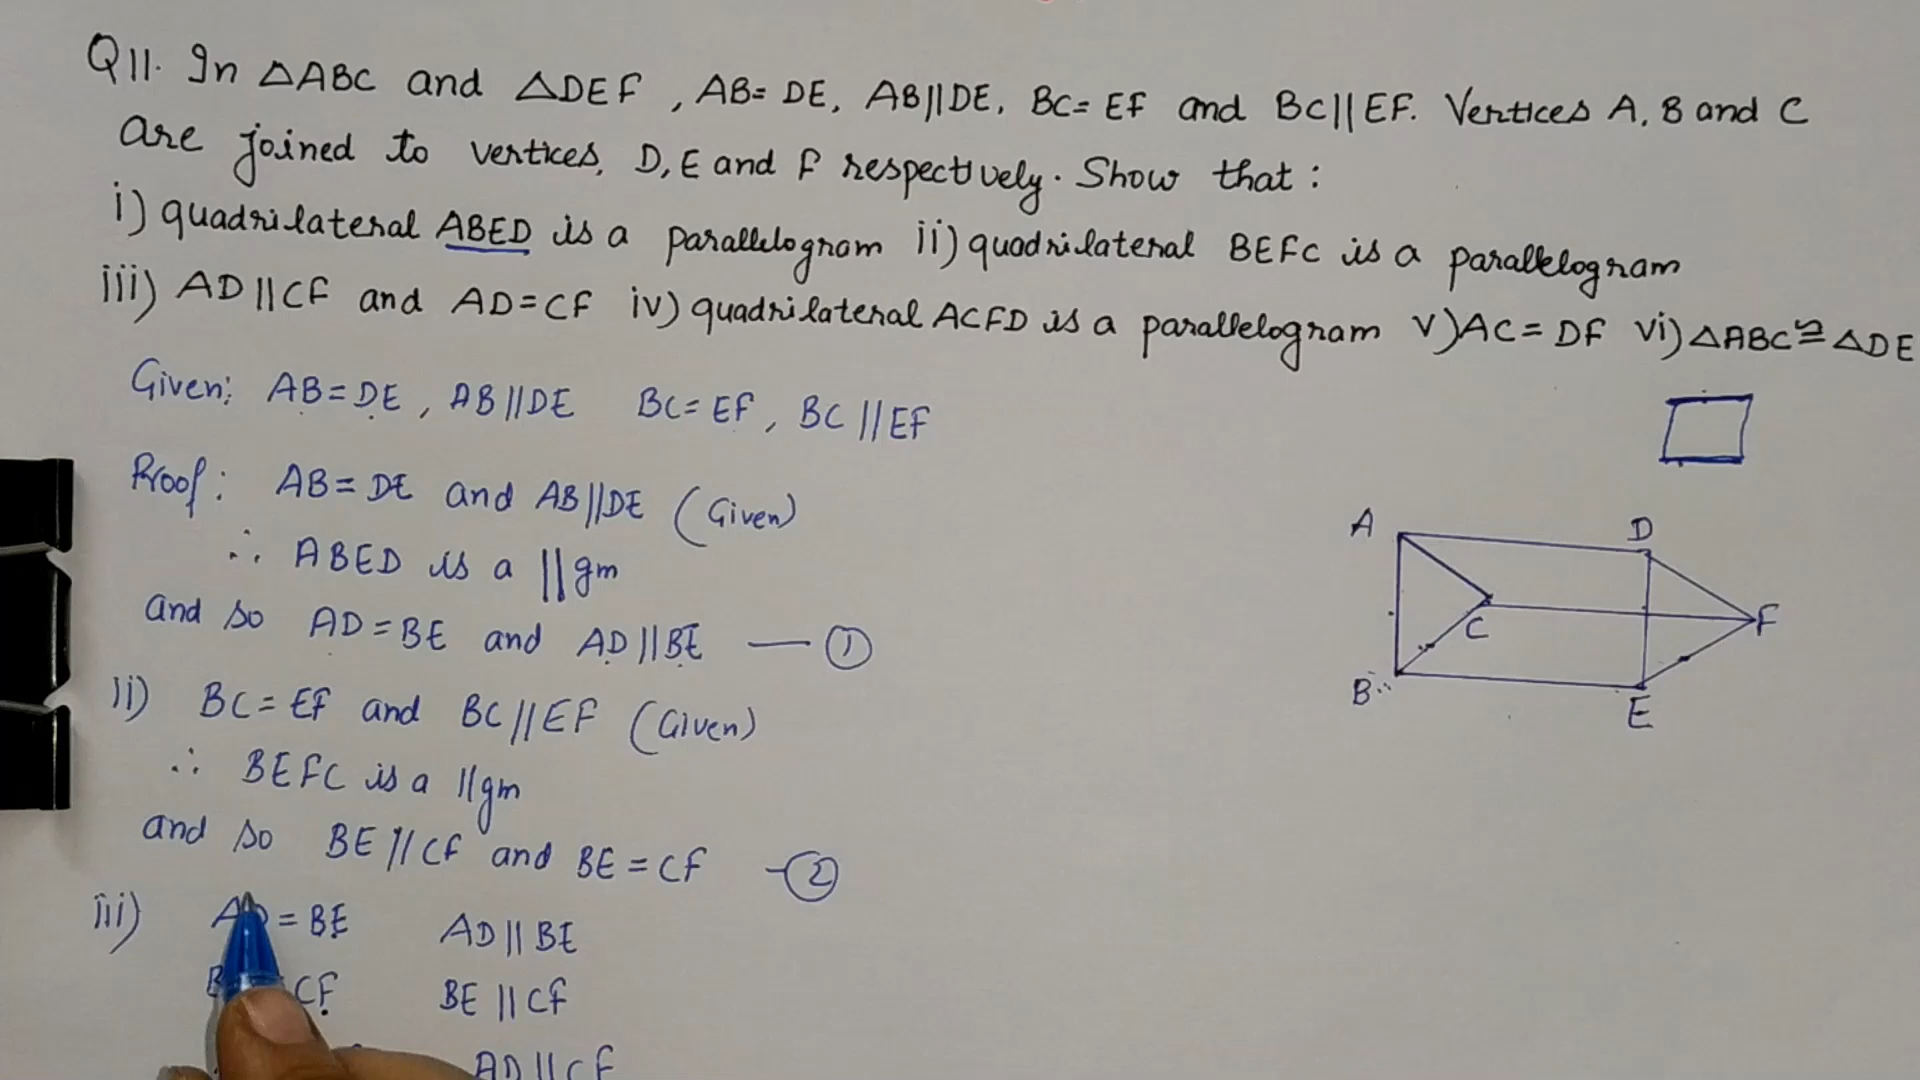 Q11. In △ABC and △DEF, AB=DE, AB||DE, BC=EF and BC||EF. Vertices A, B and C
are joined to vertices, D, E and F respectively. Show that :
i) quadrilateral ABED is a parallelogram ii) quadrilateral BEFC is a parallelogram
iii) AD||CF and AD=CF iv) quadrilateral ACFD is a parallelogram v) AC=DF vi) △ABC≅△DE
Given: AB=DE, AB||DE BC=EF, BC||EF
Proof: AB=DE and AB||DE (Given)
∴ ABED is a ||gm
and so AD=BE and AD||BE — ①
ii) BC=EF and BC||EF (Given)
∴ BEFC is a ||gm
and so BE||CF and BE=CF -②
iii) AD=BE AD||BE
CF BE||CF
AD||CF
A
D
C
F
B
E